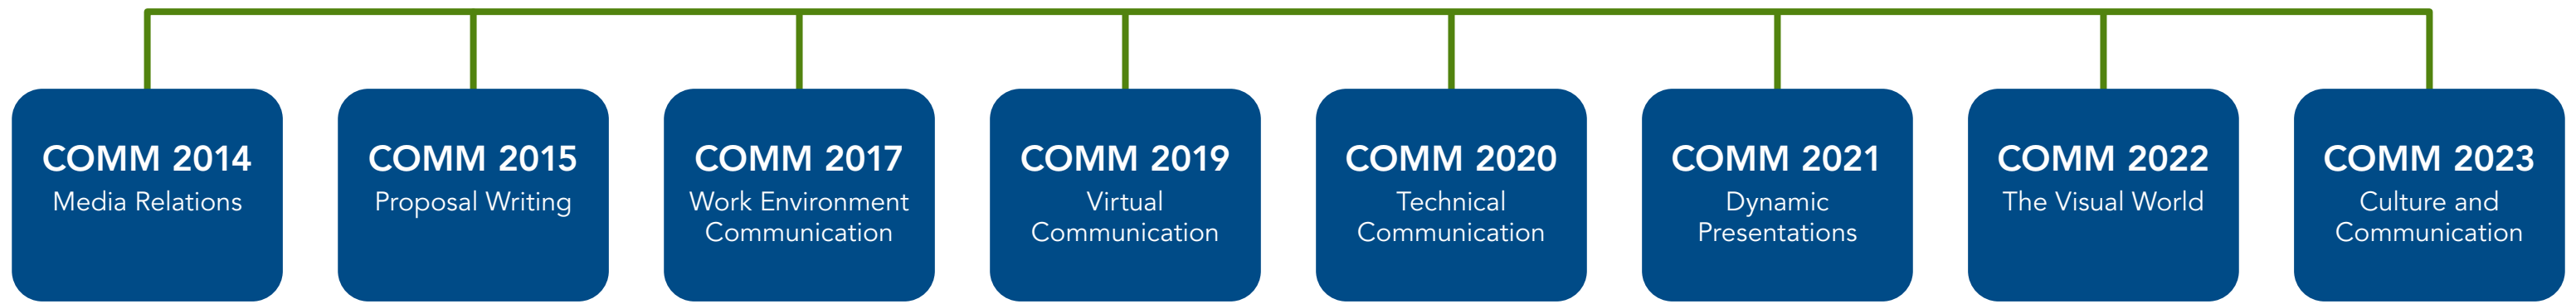 COMM 2014
Media Relations
COMM 2015
Proposal Writing
COMM 2017
Work Environment
Communication
COMM 2019
Virtual
Communication
COMM 2020
Technical
Communication
COMM 2021
Dynamic
Presentations
COMM 2022
The Visual World
COMM 2023
Culture and
Communication